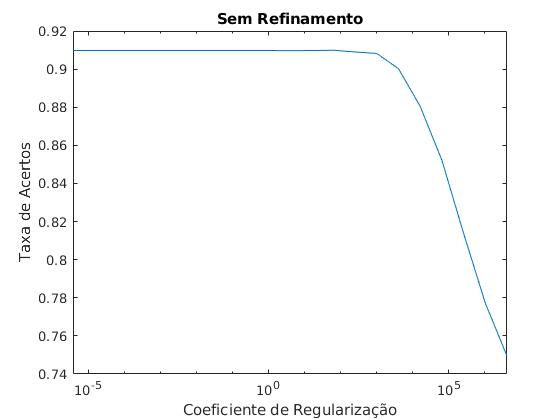 Sem Refinamento
Taxa de Acertos
0.92
0.9
0.88
0.86
0.84
0.82
0.8
0.78
0.76
0.74
10^-5 10^0 10^5
Coeficiente de Regularização